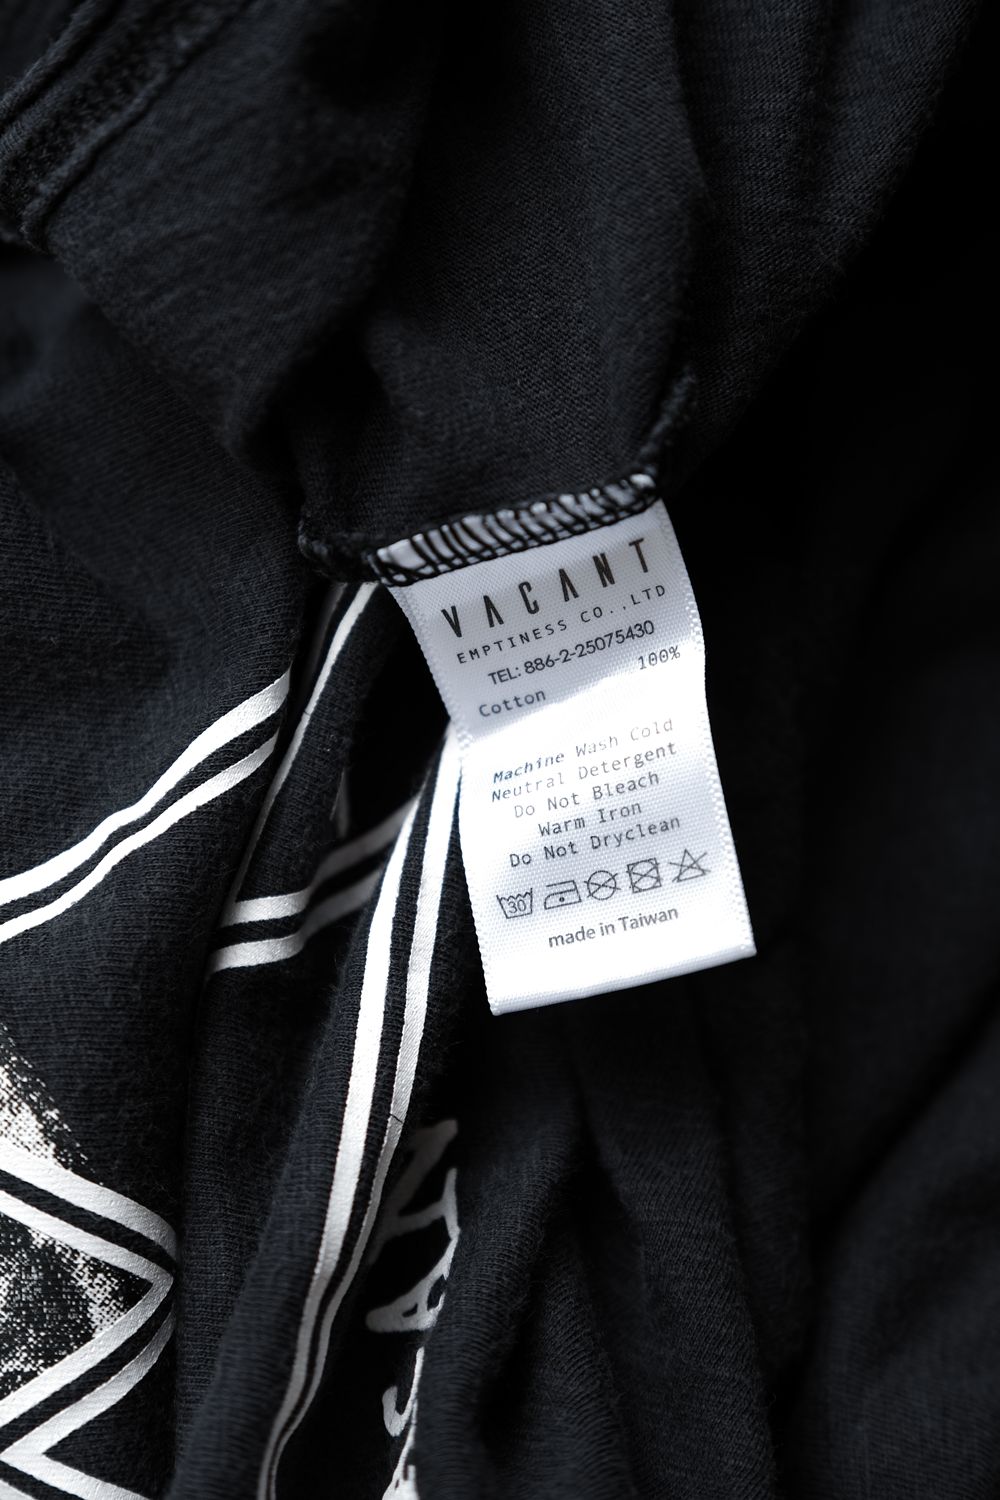 VACANT
EMPTINESS CO.,LTD
TEL: 886-2-25075430
Cotton 100%
Machine Wash Cold
Neutral Detergent
Do Not Bleach
Warm Iron
Do Not Dryclean
30
made in Taiwan